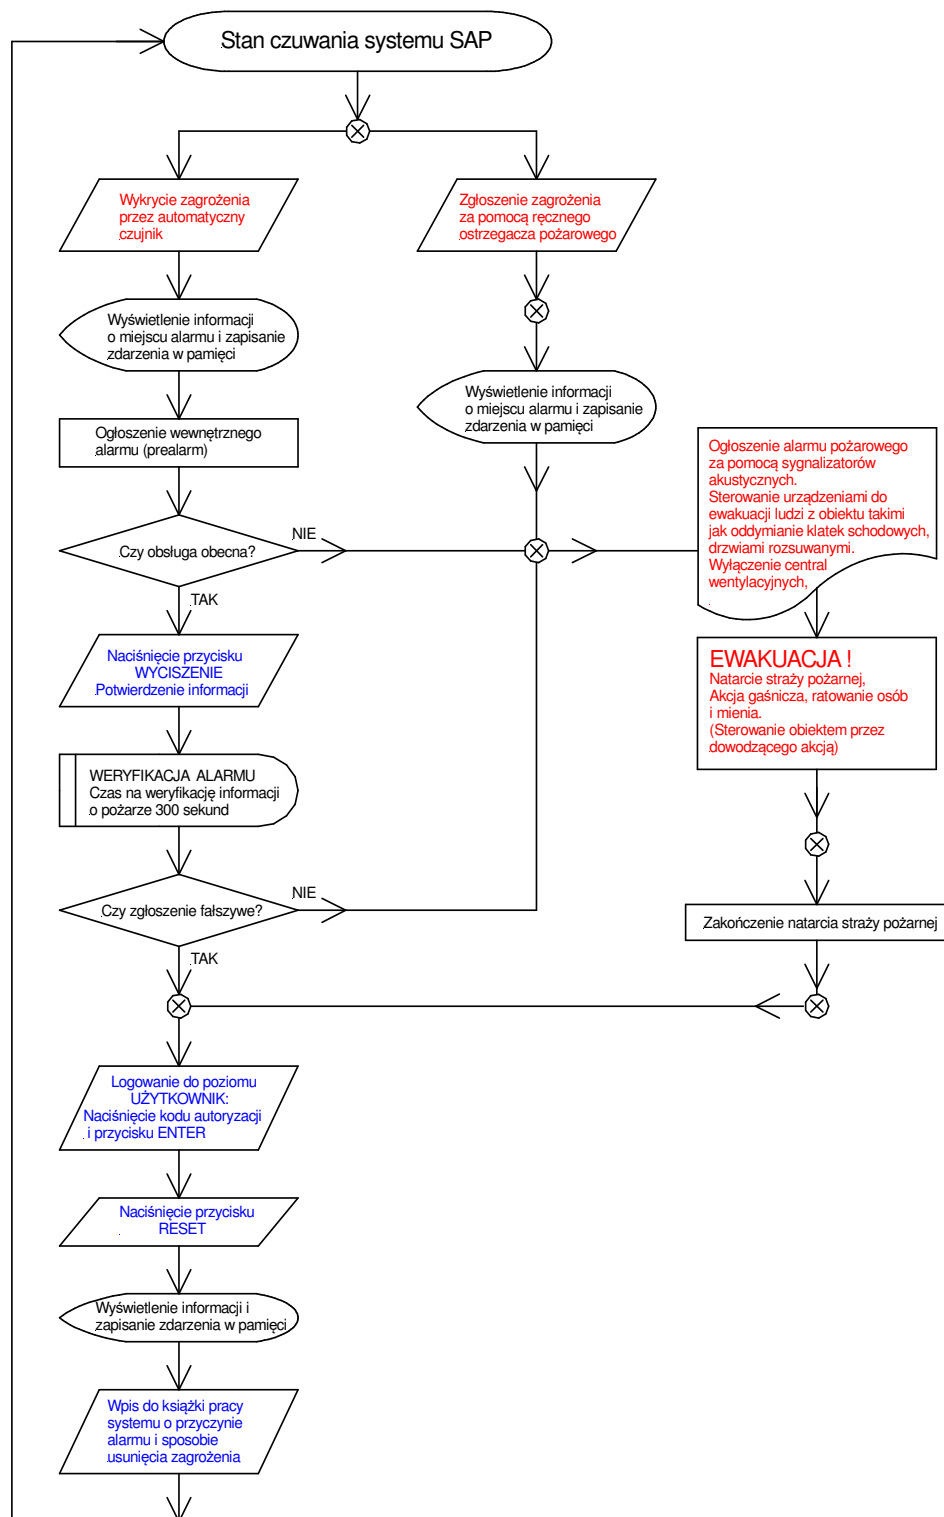 Stan czuwania systemu SAP
Wykrycie zagrożenia
przez automatyczny
czujnik
Zgłoszenie zagrożenia
za pomocą ręcznego
ostrzegacza pożarowego
Wyświetlenie informacji
o miejscu alarmu i zapisanie
zdarzenia w pamięci
Wyświetlenie informacji
o miejscu alarmu i zapisanie
zdarzenia w pamięci
Ogłoszenie wewnętrznego
alarmu (prealarm)
Ogłoszenie alarmu pożarowego
za pomocą sygnalizatorów
akustycznych.
Sterowanie urządzeniami do
ewakuacji ludzi z obiektu takimi
jak oddymianie klatek schodowych,
drzwiami rozsuwanymi.
Wyłączenie central
wentylacyjnych,
Czy obsługa obecna?
NIE
TAK
Naciśnięcie przycisku
WYCISZENIE
Potwierdzenie informacji
EWAKUACJA !
Natarcie straży pożarnej,
Akcja gaśnicza, ratowanie osób
i mienia.
(Sterowanie obiektem przez
dowodzącego akcją)
WERYFIKACJA ALARMU
Czas na weryfikację informacji
o pożarze 300 sekund
Czy zgłoszenie fałszywe?
NIE
TAK
Zakończenie natarcia straży pożarnej
Logowanie do poziomu
UŻYTKOWNIK:
Naciśnięcie kodu autoryzacji
i przycisku ENTER
Naciśnięcie przycisku
RESET
Wyświetlenie informacji i
zapisanie zdarzenia w pamięci
Wpis do książki pracy
systemu o przyczynie
alarmu i sposobie
usunięcia zagrożenia